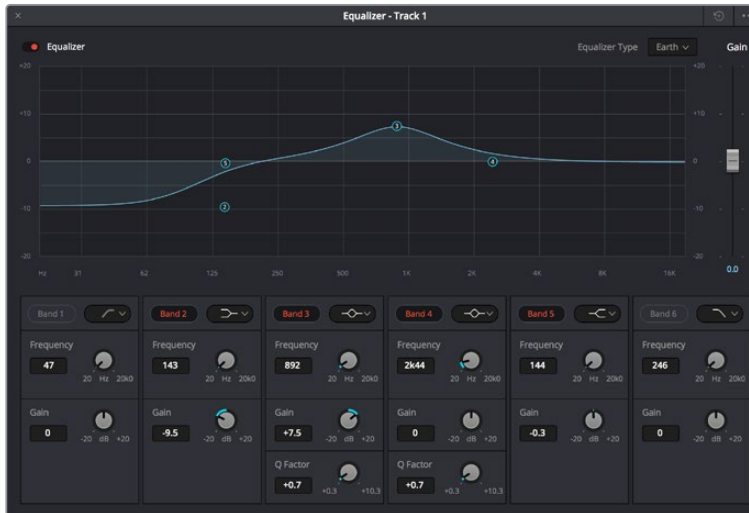 Equalizer - Track 1
Equalizer
Equalizer Type Earth Gain
+20 +20
+10 +10
0 0
-10 -10
-20 -20
Hz 31 62 125 250 500 1K 2K 4K 8K 16K
0.0
5 3 4 2
Band 1 Band 2 Band 3 Band 4 Band 5 Band 6
Frequency Frequency Frequency Frequency Frequency Frequency
47 143 892 2k44 144 246
20 Hz 20k0 20 Hz 20k0 20 Hz 20k0 20 Hz 20k0 20 Hz 20k0 20 Hz 20k0
Gain Gain Gain Gain Gain Gain
0 -9.5 +7.5 0 -0.3 0
-20 dB +20 -20 dB +20 -20 dB +20 -20 dB +20 -20 dB +20 -20 dB +20
Q Factor Q Factor
+0.7 +0.7
+0.3 +10.3 +0.3 +10.3